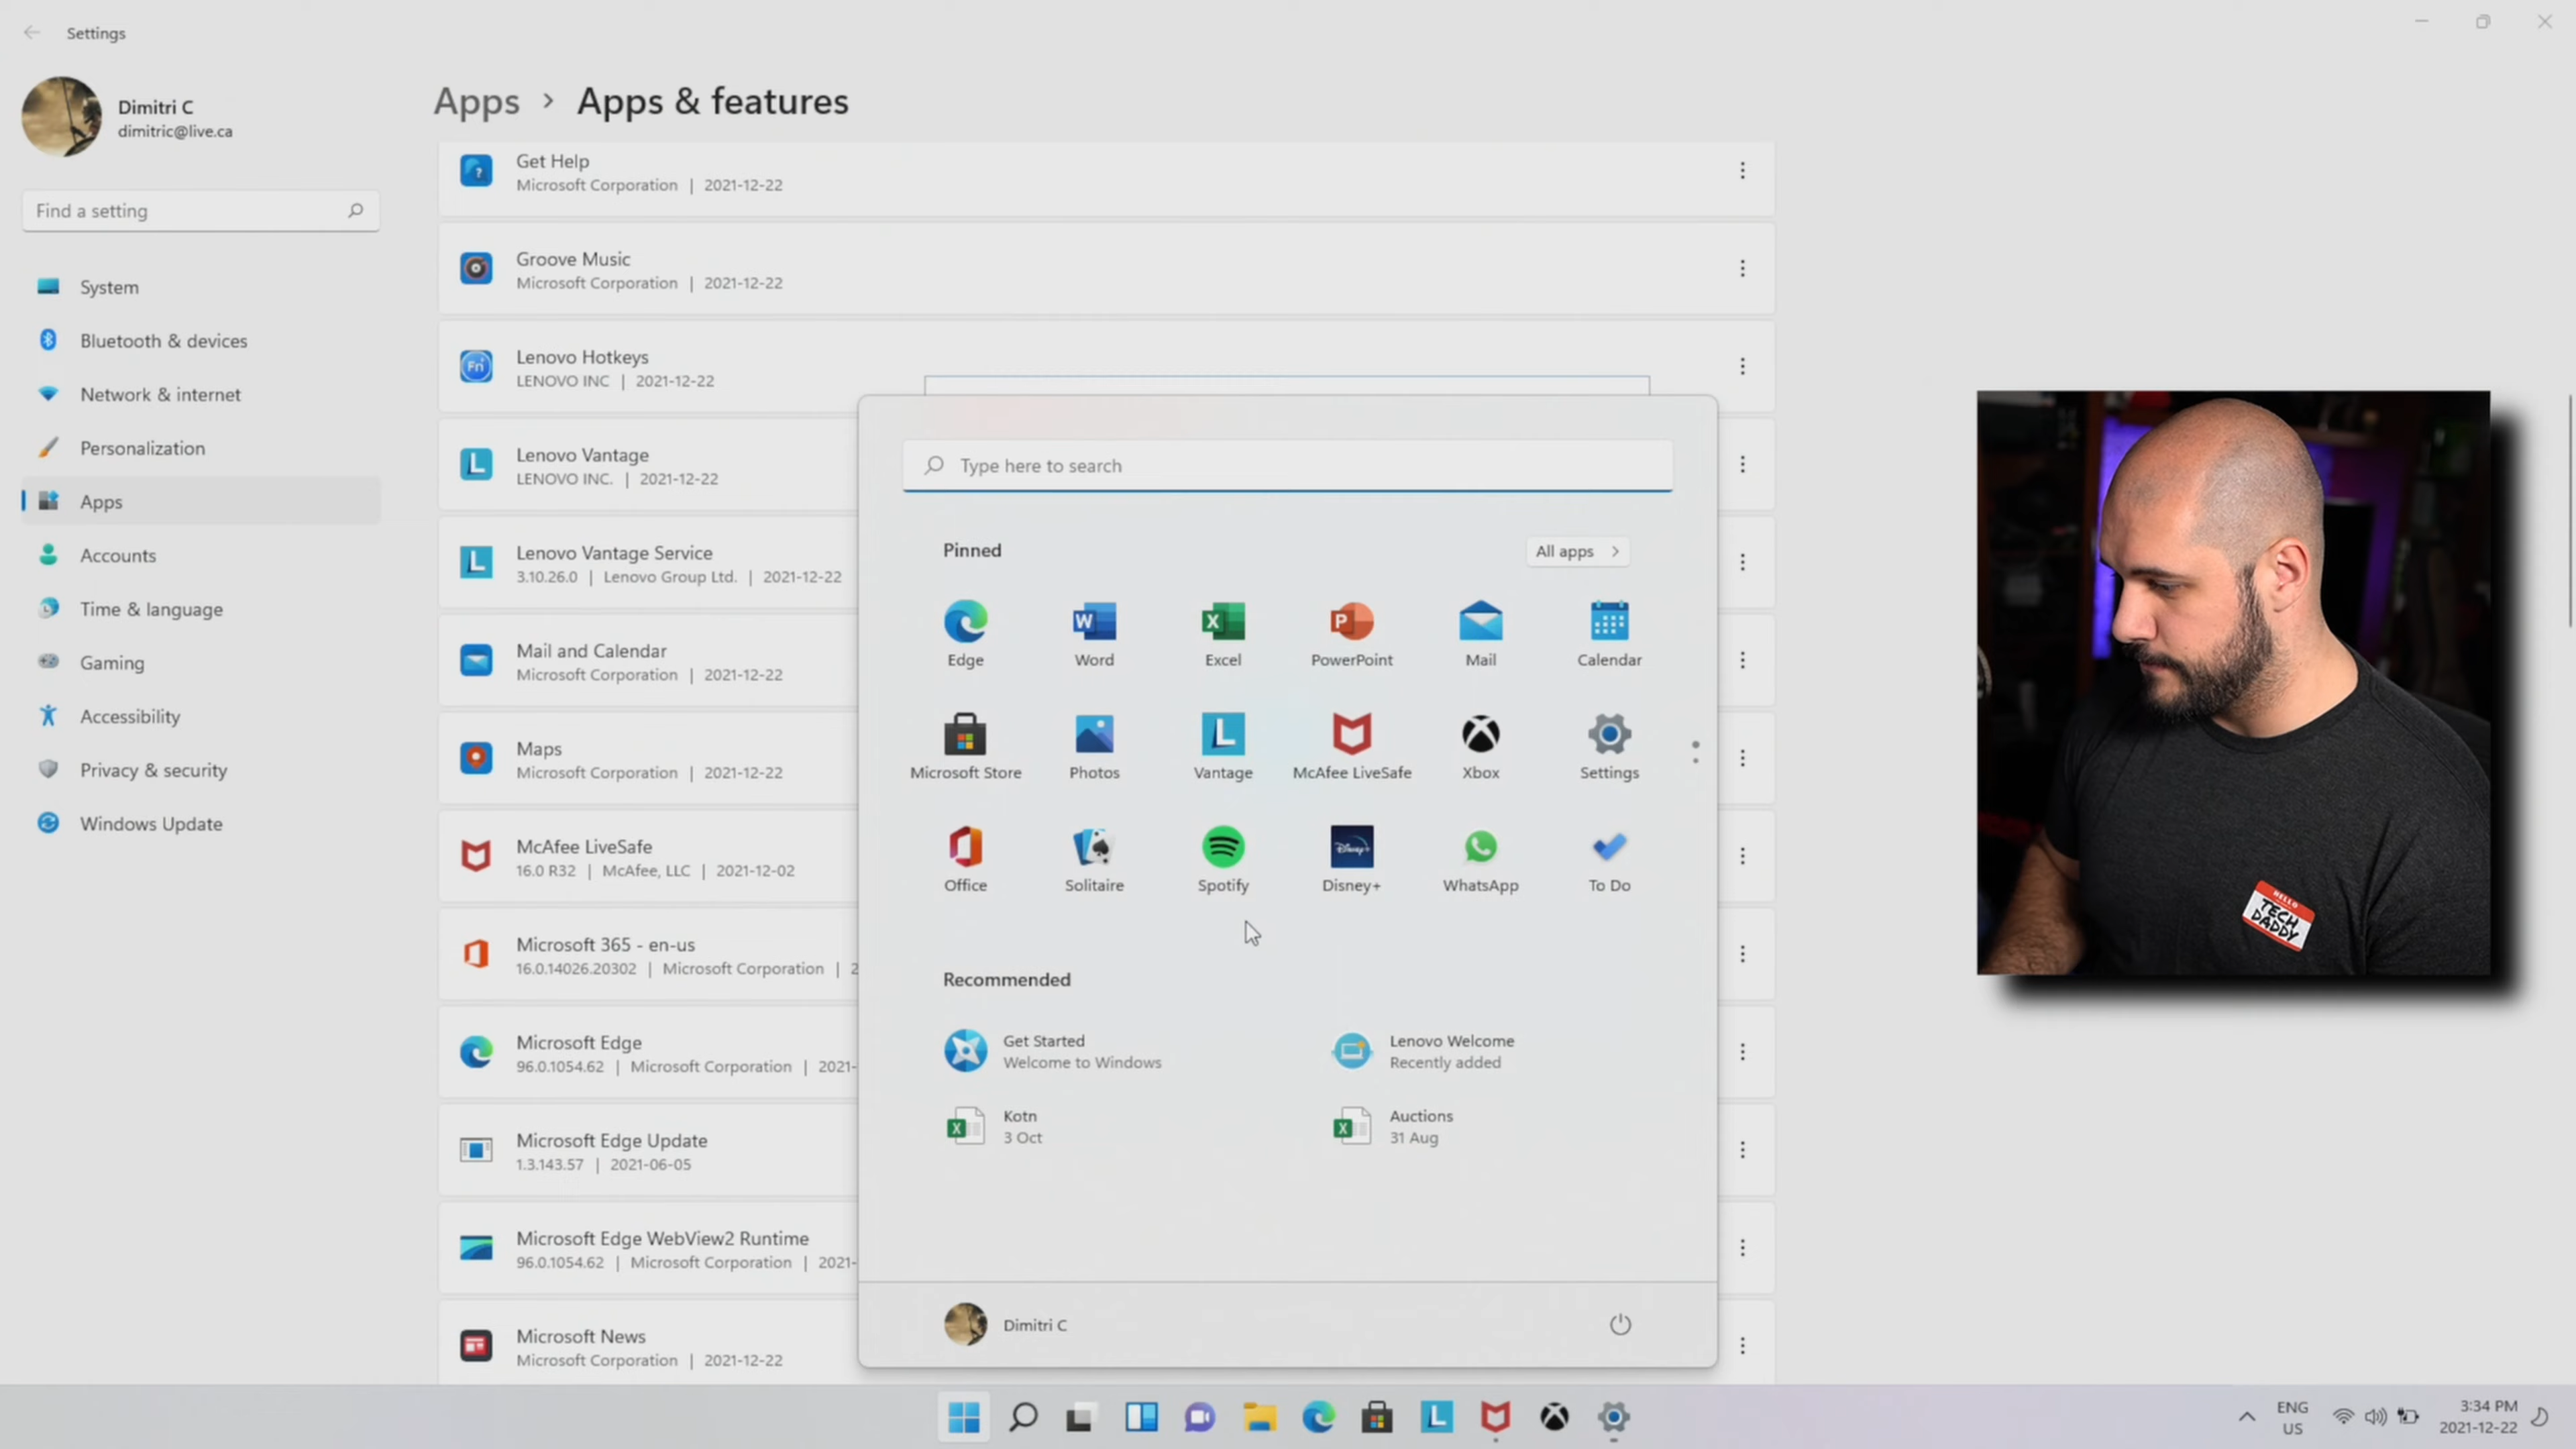 Settings
Dimitri C
dimitric@live.ca
Find a setting
System
Bluetooth & devices
Network & internet
Personalization
Apps
Accounts
Time & language
Gaming
Accessibility
Privacy & security
Windows Update
Apps > Apps & features
Get Help
Microsoft Corporation | 2021-12-22
Groove Music
Microsoft Corporation | 2021-12-22
Lenovo Hotkeys
LENOVO INC | 2021-12-22
Lenovo Vantage
LENOVO INC. | 2021-12-22
Lenovo Vantage Service
3.10.26.0 | Lenovo Group Ltd. | 2021-12-22
Mail and Calendar
Microsoft Corporation | 2021-12-22
Maps
Microsoft Corporation | 2021-12-22
McAfee LiveSafe
16.0 R32 | McAfee, LLC | 2021-12-02
Microsoft 365 - en-us
16.0.14026.20302 | Microsoft Corporation | 2
Microsoft Edge
96.0.1054.62 | Microsoft Corporation | 2021-
Microsoft Edge Update
1.3.143.57 | 2021-06-05
Microsoft Edge WebView2 Runtime
96.0.1054.62 | Microsoft Corporation | 2021-
Microsoft News
Microsoft Corporation | 2021-12-22
Type here to search
Pinned
All apps >
Edge Word Excel PowerPoint Mail Calendar
Microsoft Store Photos Vantage McAfee LiveSafe Xbox Settings
Disney+
Office Solitaire Spotify Disney+ WhatsApp To Do
Recommended
Get Started
Welcome to Windows
Lenovo Welcome
Recently added
Kotn
3 Oct
Auctions
31 Aug
Dimitri C
HELLO
TECH
DADDY
ENG
US
3:34 PM
2021-12-22